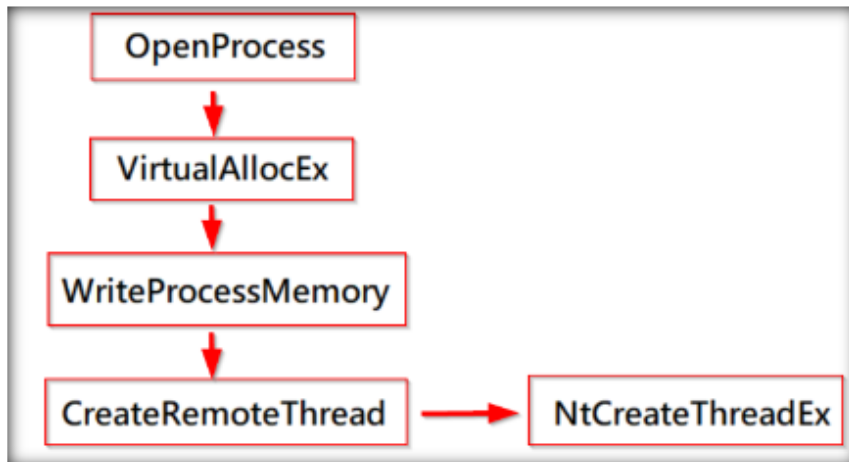 OpenProcess
VirtualAllocEx
WriteProcessMemory
CreateRemoteThread
NtCreateThreadEx